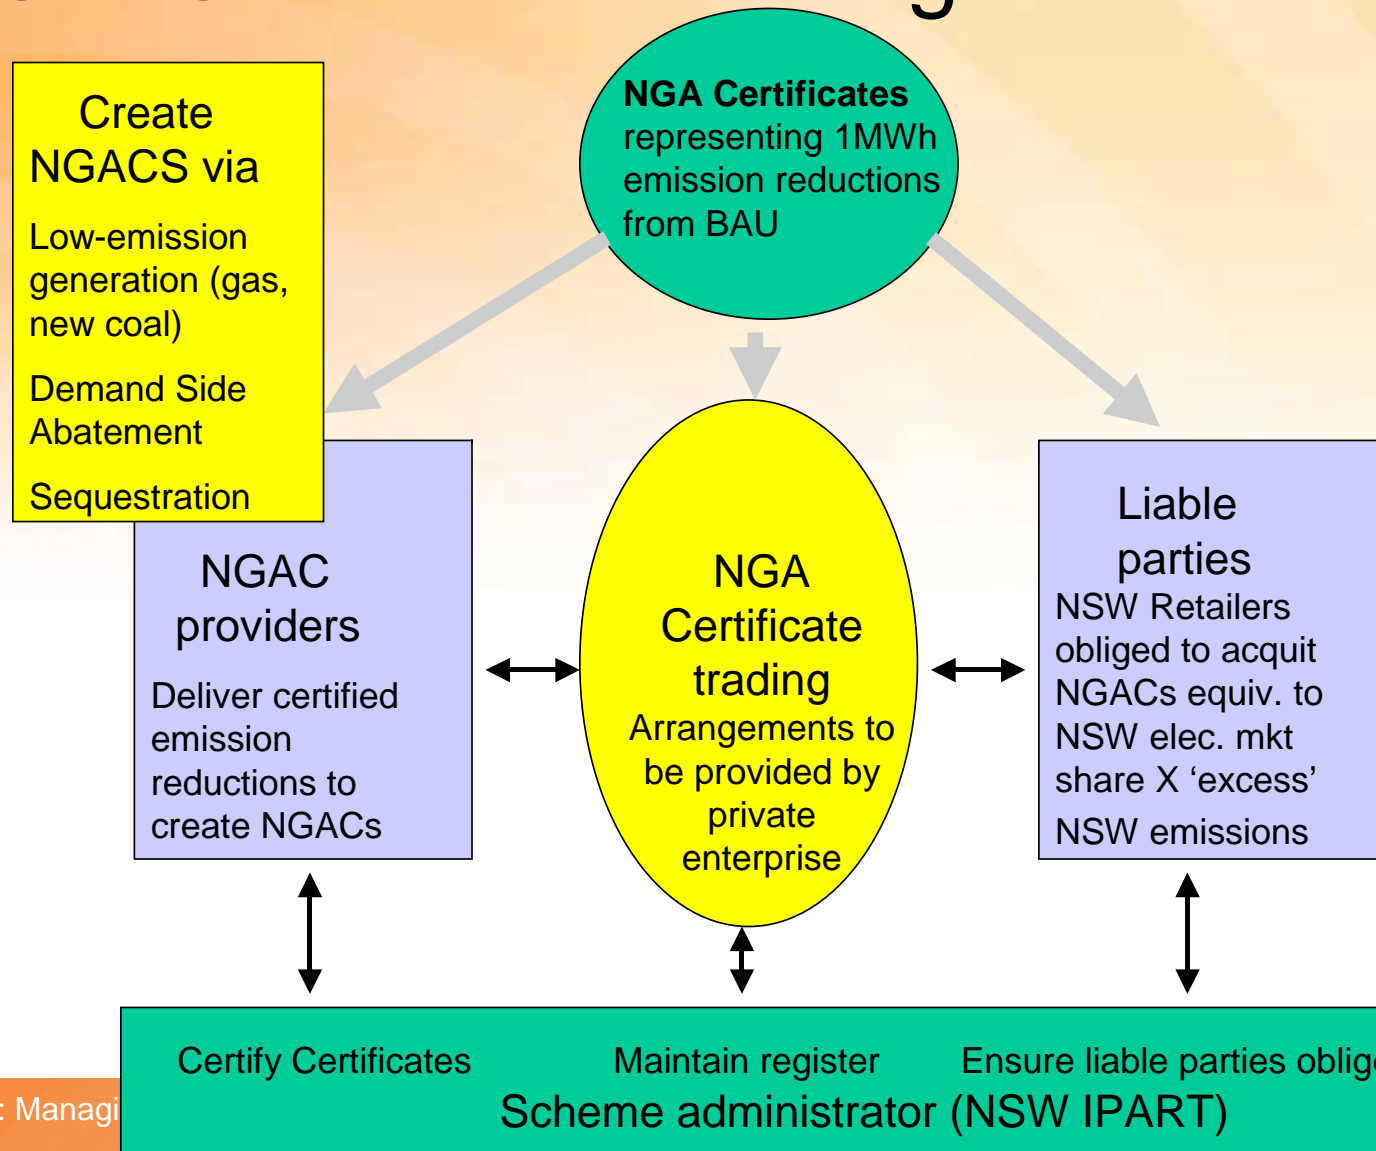 Create
NGACS via
Low-emission
generation (gas,
new coal)
Demand Side
Abatement
Sequestration
NGA Certificates
representing 1MWh
emission reductions
from BAU
NGAC
providers
Deliver certified
emission
reductions to
create NGACs
NGA
Certificate
trading
Arrangements to
be provided by
private
enterprise
Liable
parties
NSW Retailers
obliged to acquit
NGACs equiv. to
NSW elec. mkt
share X ‘excess’
NSW emissions
Certify Certificates
Maintain register
Ensure liable parties oblig
Scheme administrator (NSW IPART)
: Managi